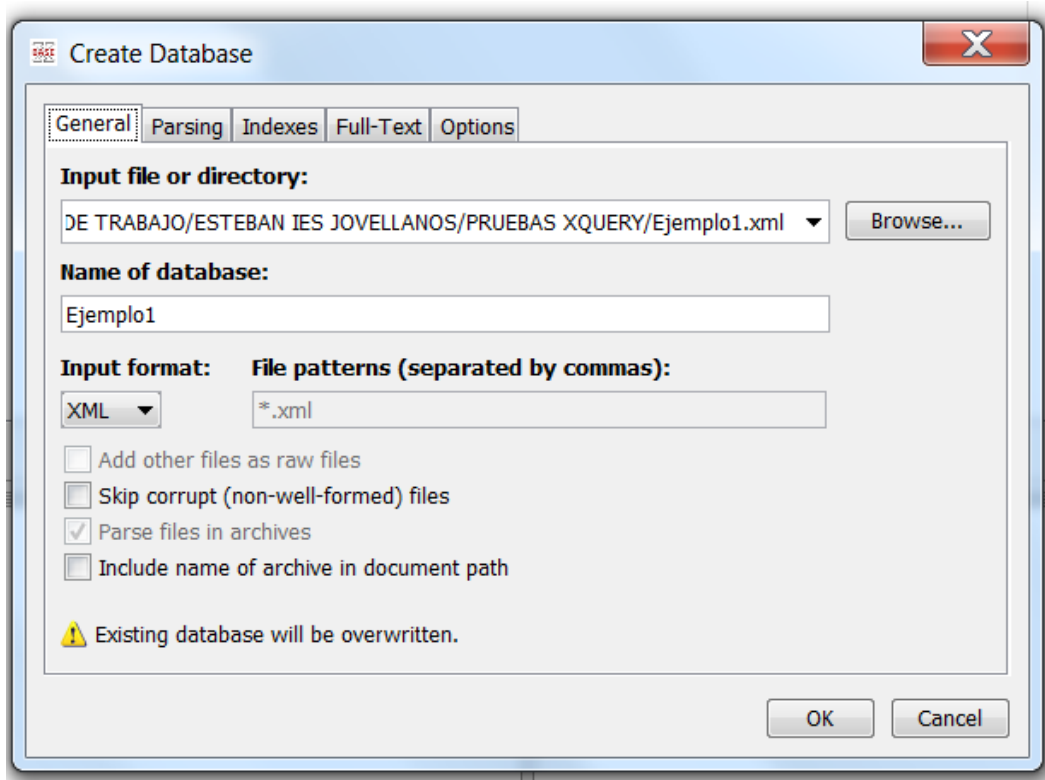 Create Database
General Parsing Indexes Full-Text Options
Input file or directory:
DE TRABAJO/ESTEBAN IES JOVELLANOS/PRUEBAS XQUERY/Ejemplo1.xml Browse...
Name of database:
Ejemplo1
Input format: File patterns (separated by commas):
XML *.xml
Add other files as raw files
Skip corrupt (non-well-formed) files
Parse files in archives
Include name of archive in document path
Existing database will be overwritten.
OK Cancel